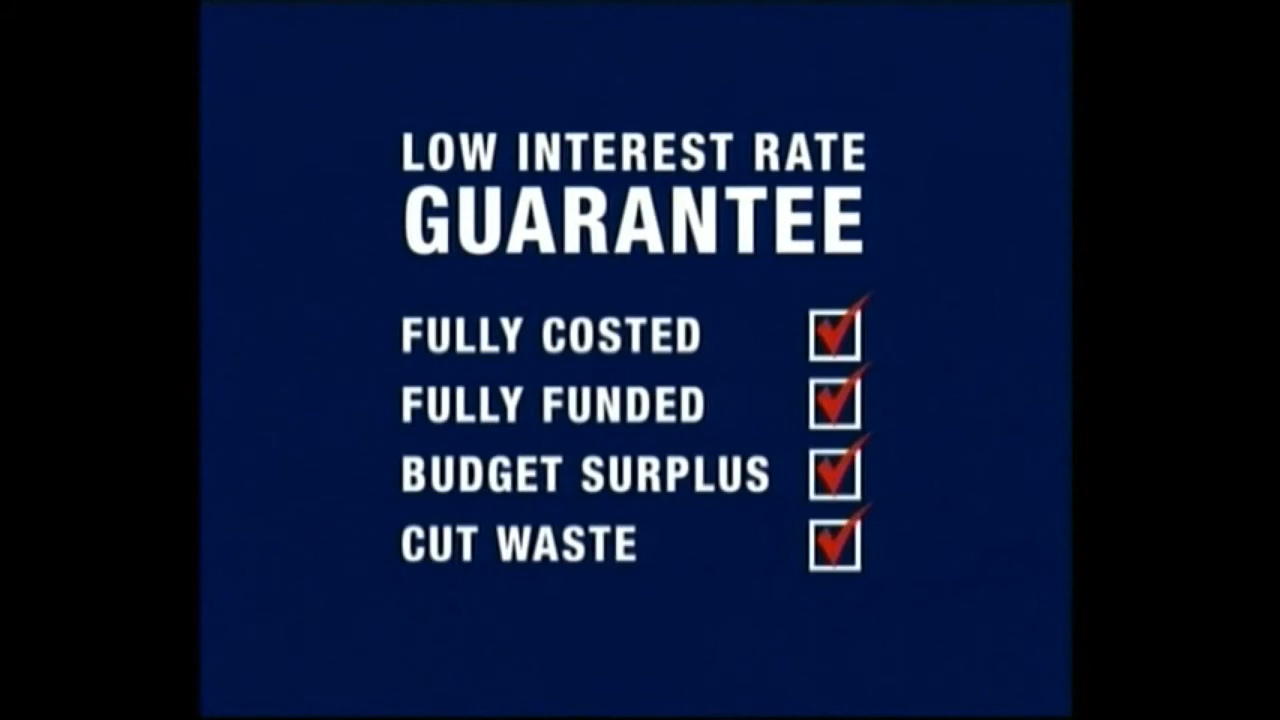 LOW INTEREST RATE
GUARANTEE
FULLY COSTED
FULLY FUNDED
BUDGET SURPLUS
CUT WASTE